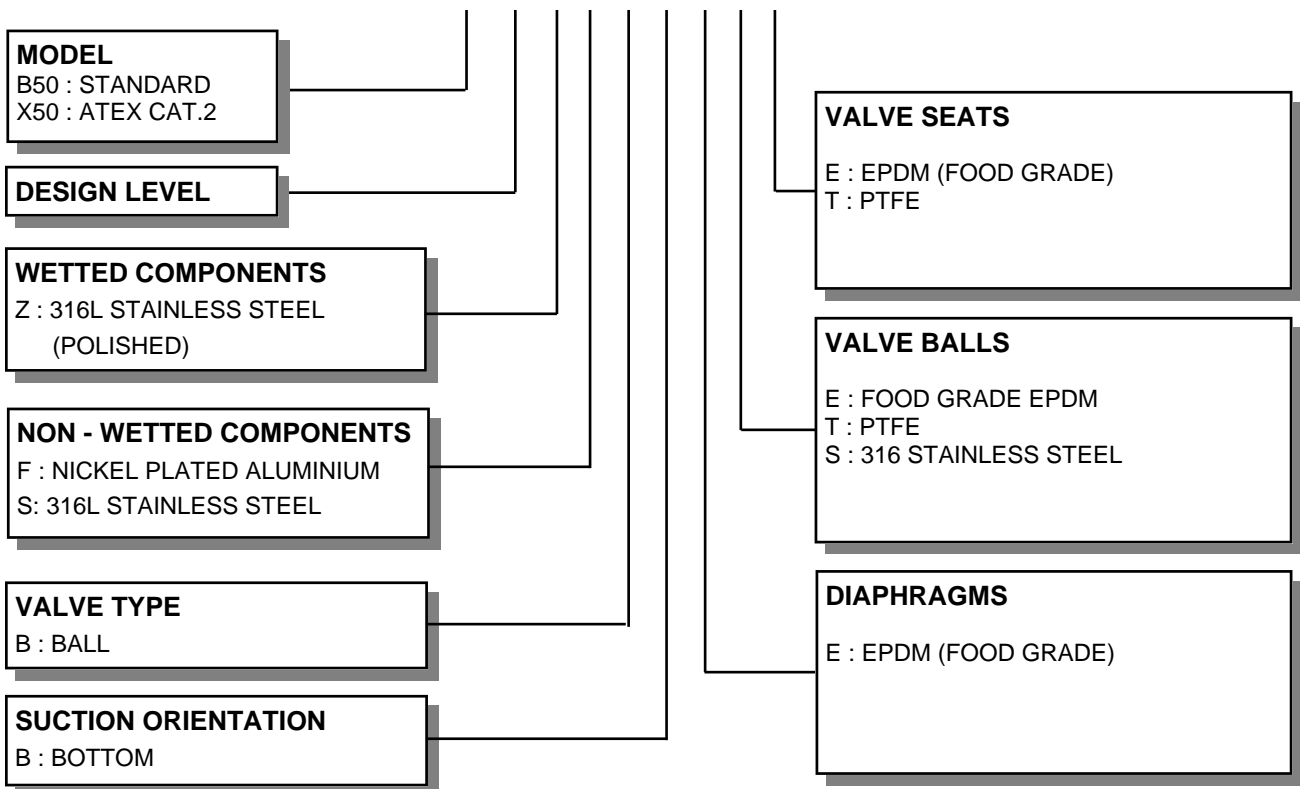 MODEL
B50 : STANDARD
X50 : ATEX CAT.2
DESIGN LEVEL
WETTED COMPONENTS
Z : 316L STAINLESS STEEL
(POLISHED)
NON - WETTED COMPONENTS
F : NICKEL PLATED ALUMINIUM
S: 316L STAINLESS STEEL
VALVE TYPE
B : BALL
SUCTION ORIENTATION
B : BOTTOM
VALVE SEATS
E : EPDM (FOOD GRADE)
T : PTFE
VALVE BALLS
E : FOOD GRADE EPDM
T : PTFE
S : 316 STAINLESS STEEL
DIAPHRAGMS
E : EPDM (FOOD GRADE)